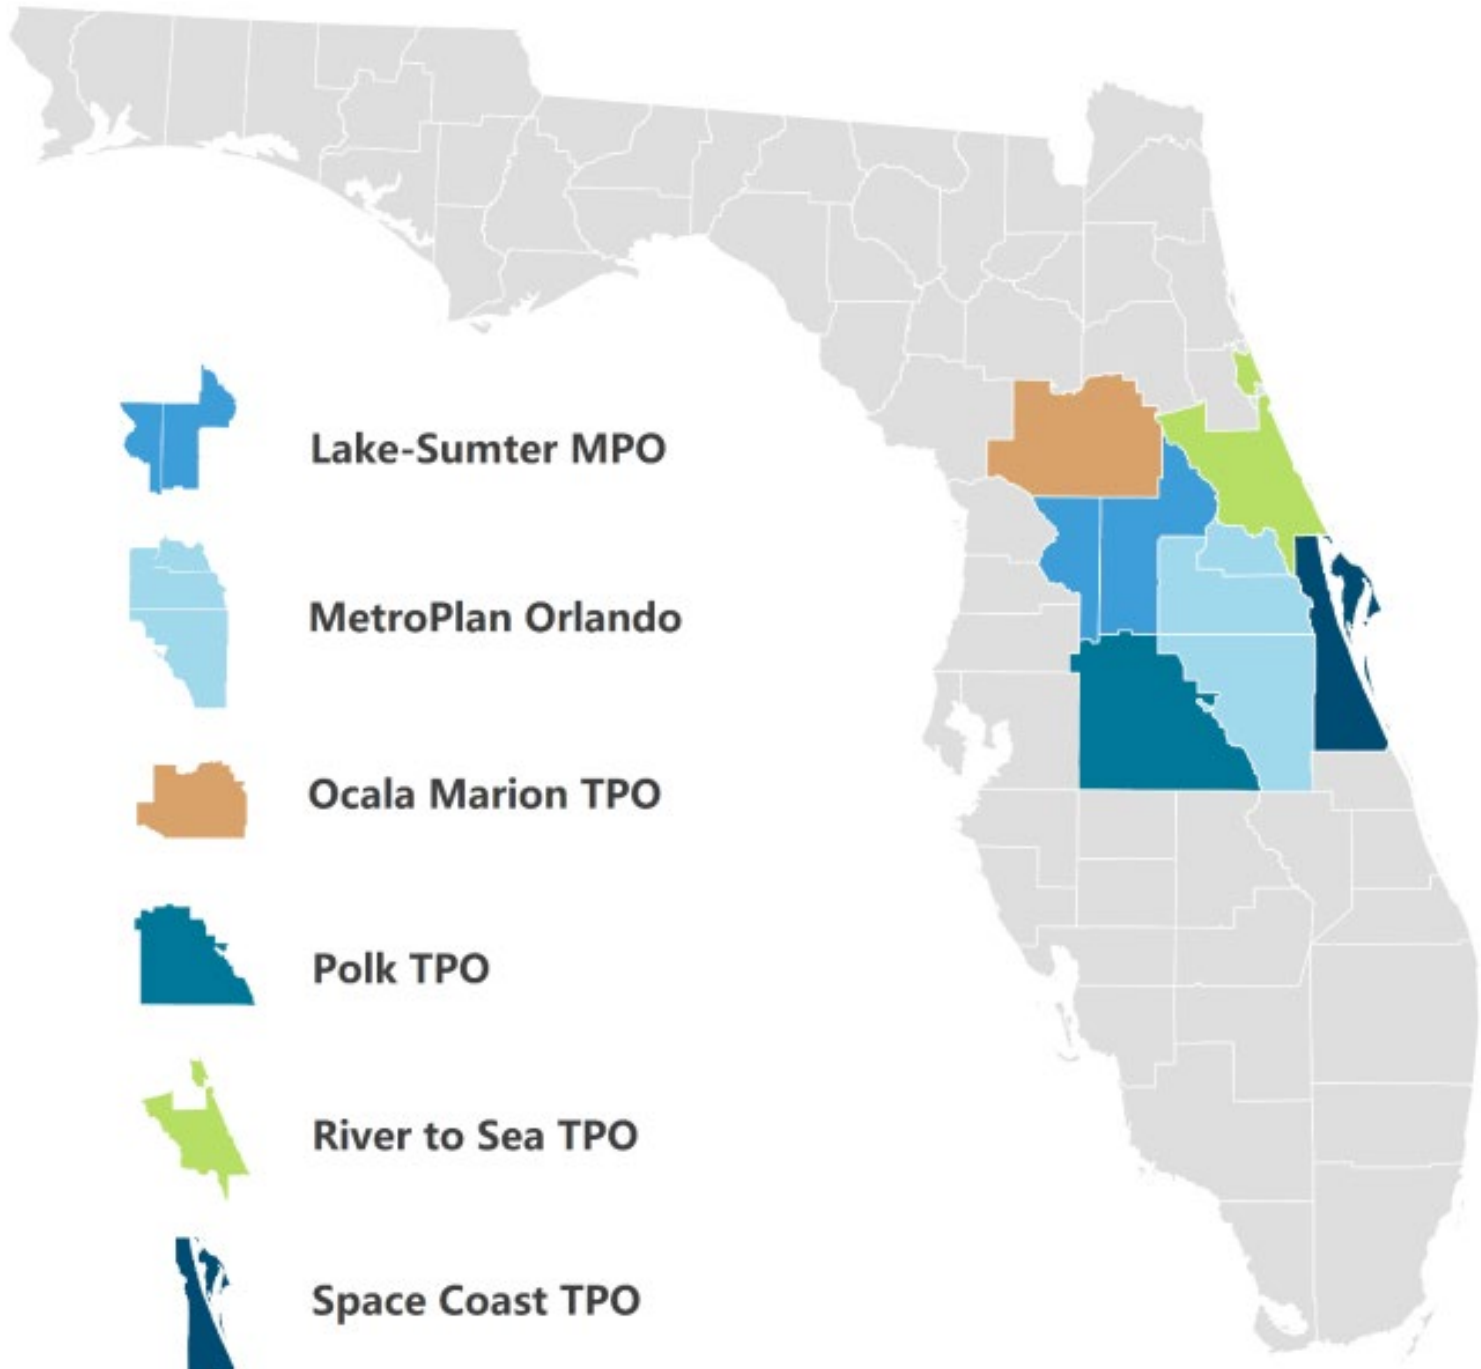 Lake-Sumter MPO
MetroPlan Orlando
Ocala Marion TPO
Polk TPO
River to Sea TPO
Space Coast TPO